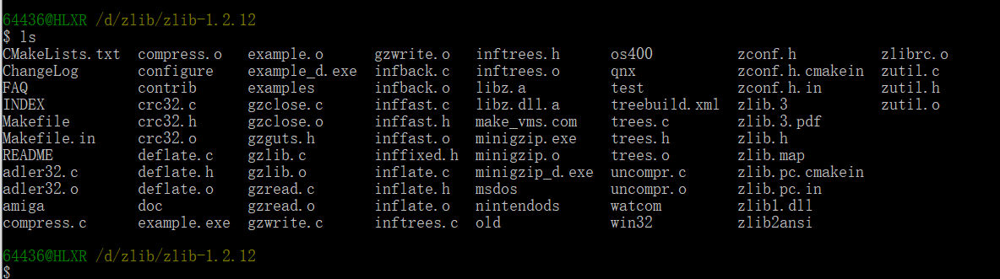 64436@HLXR /d/zlib/zlib-1.2.12
$ ls
CMakeLists.txt compress.o example.o gzwrite.o inftrees.h os400 zconf.h zlibrc.o
ChangeLog configure example_d.exe infback.c inftrees.o qnx zconf.h.cmakein zutil.c
FAQ contrib examples infback.o libz.a test zconf.h.in zutil.h
INDEX crc32.c gzclose.c inffast.c libz.dll.a treebuild.xml zlib.3 zutil.o
Makefile crc32.h gzclose.o inffast.h make_vms.com trees.c zlib.3.pdf
Makefile.in crc32.o gzguts.h inffast.o minigzip.exe trees.h zlib.h
README deflate.c gzlib.c inffixed.h minigzip.o trees.o zlib.map
adler32.c deflate.h gzlib.o inflate.c minigzip_d.exe uncompr.c zlib.pc.cmakein
adler32.o deflate.o gzread.c inflate.h msdos uncompr.o zlib.pc.in
amiga doc gzread.o inflate.o nintendods watcom zlib1.dll
compress.c example.exe gzwrite.c inftrees.c old win32 zlib2ansi
64436@HLXR /d/zlib/zlib-1.2.12
$